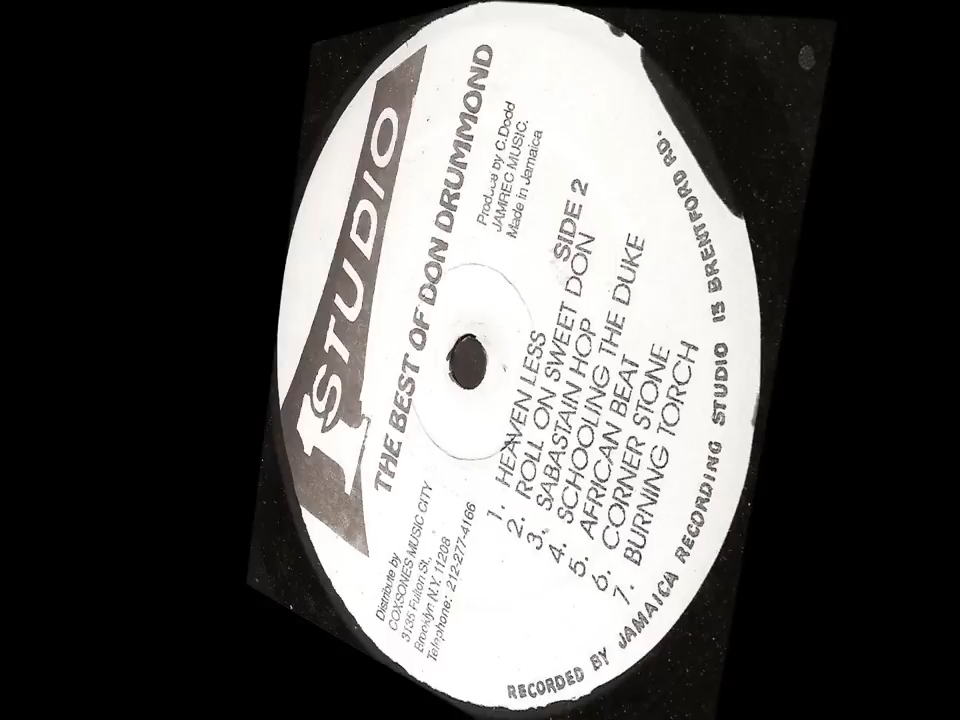 STUDIO 1
THE BEST OF DON DRUMMOND
Distribute by
COXSONES MUSIC CITY
3135 Fulton St.,
Brooklyn N.Y. 11208
Telephone: 212-277-4166
Produced by C.Dodd
JAMREC MUSIC.
Made in Jamaica
SIDE 2
1. HEAVEN LESS
2. ROLL ON SWEET DON
3. SABASTAIN HOP
4. SCHOOLING THE DUKE
5. AFRICAN BEAT
6. CORNER STONE
7. BURNING TORCH
RECORDED BY JAMAICA RECORDING STUDIO 13 BRENTFORD RD.